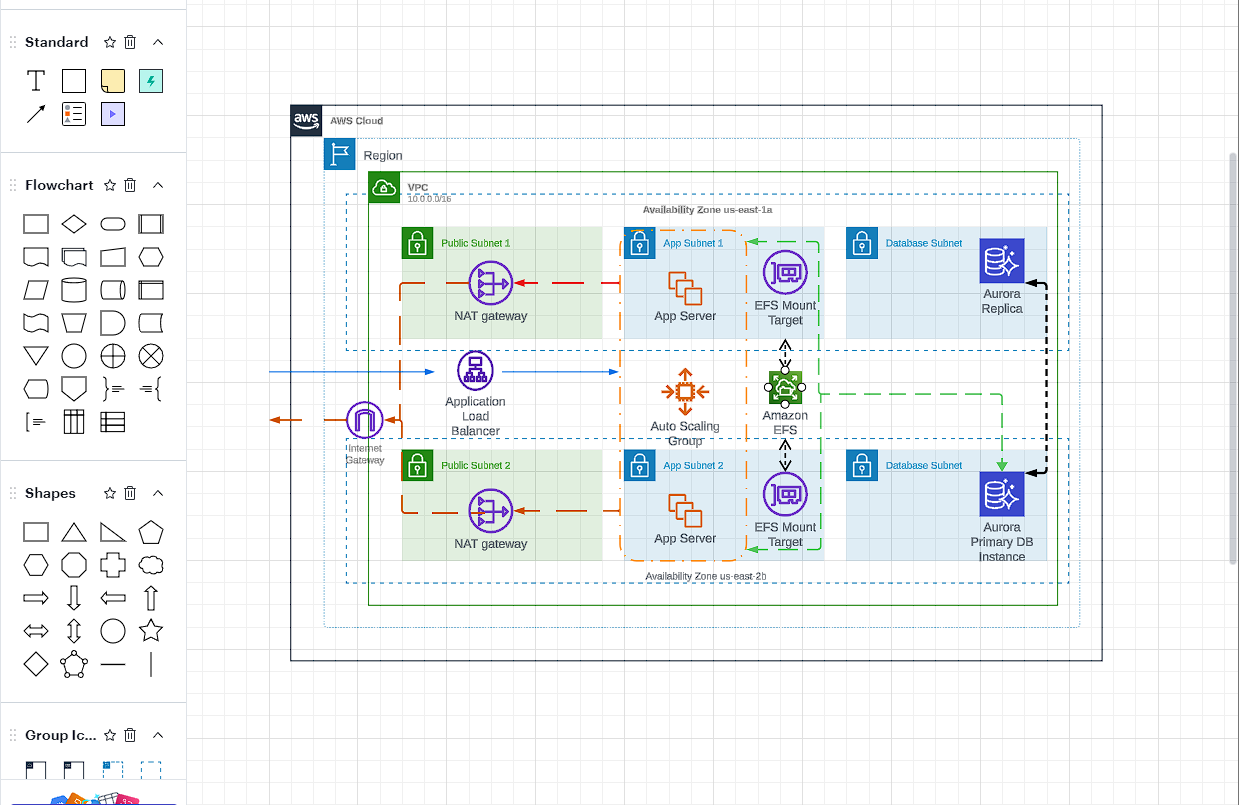 Standard
Flowchart
Shapes
Group Ic...
aws
AWS Cloud
Region
VPC
10.0.0.0/16
Availability Zone us-east-1a
Public Subnet 1
NAT gateway
App Subnet 1
App Server
EFS Mount
Target
Database Subnet
Aurora
Replica
Application
Load
Balancer
Auto Scaling
Group
Amazon
EFS
Internet
Gateway
Public Subnet 2
NAT gateway
App Subnet 2
App Server
EFS Mount
Target
Database Subnet
Aurora
Primary DB
Instance
Availability Zone us-east-2b